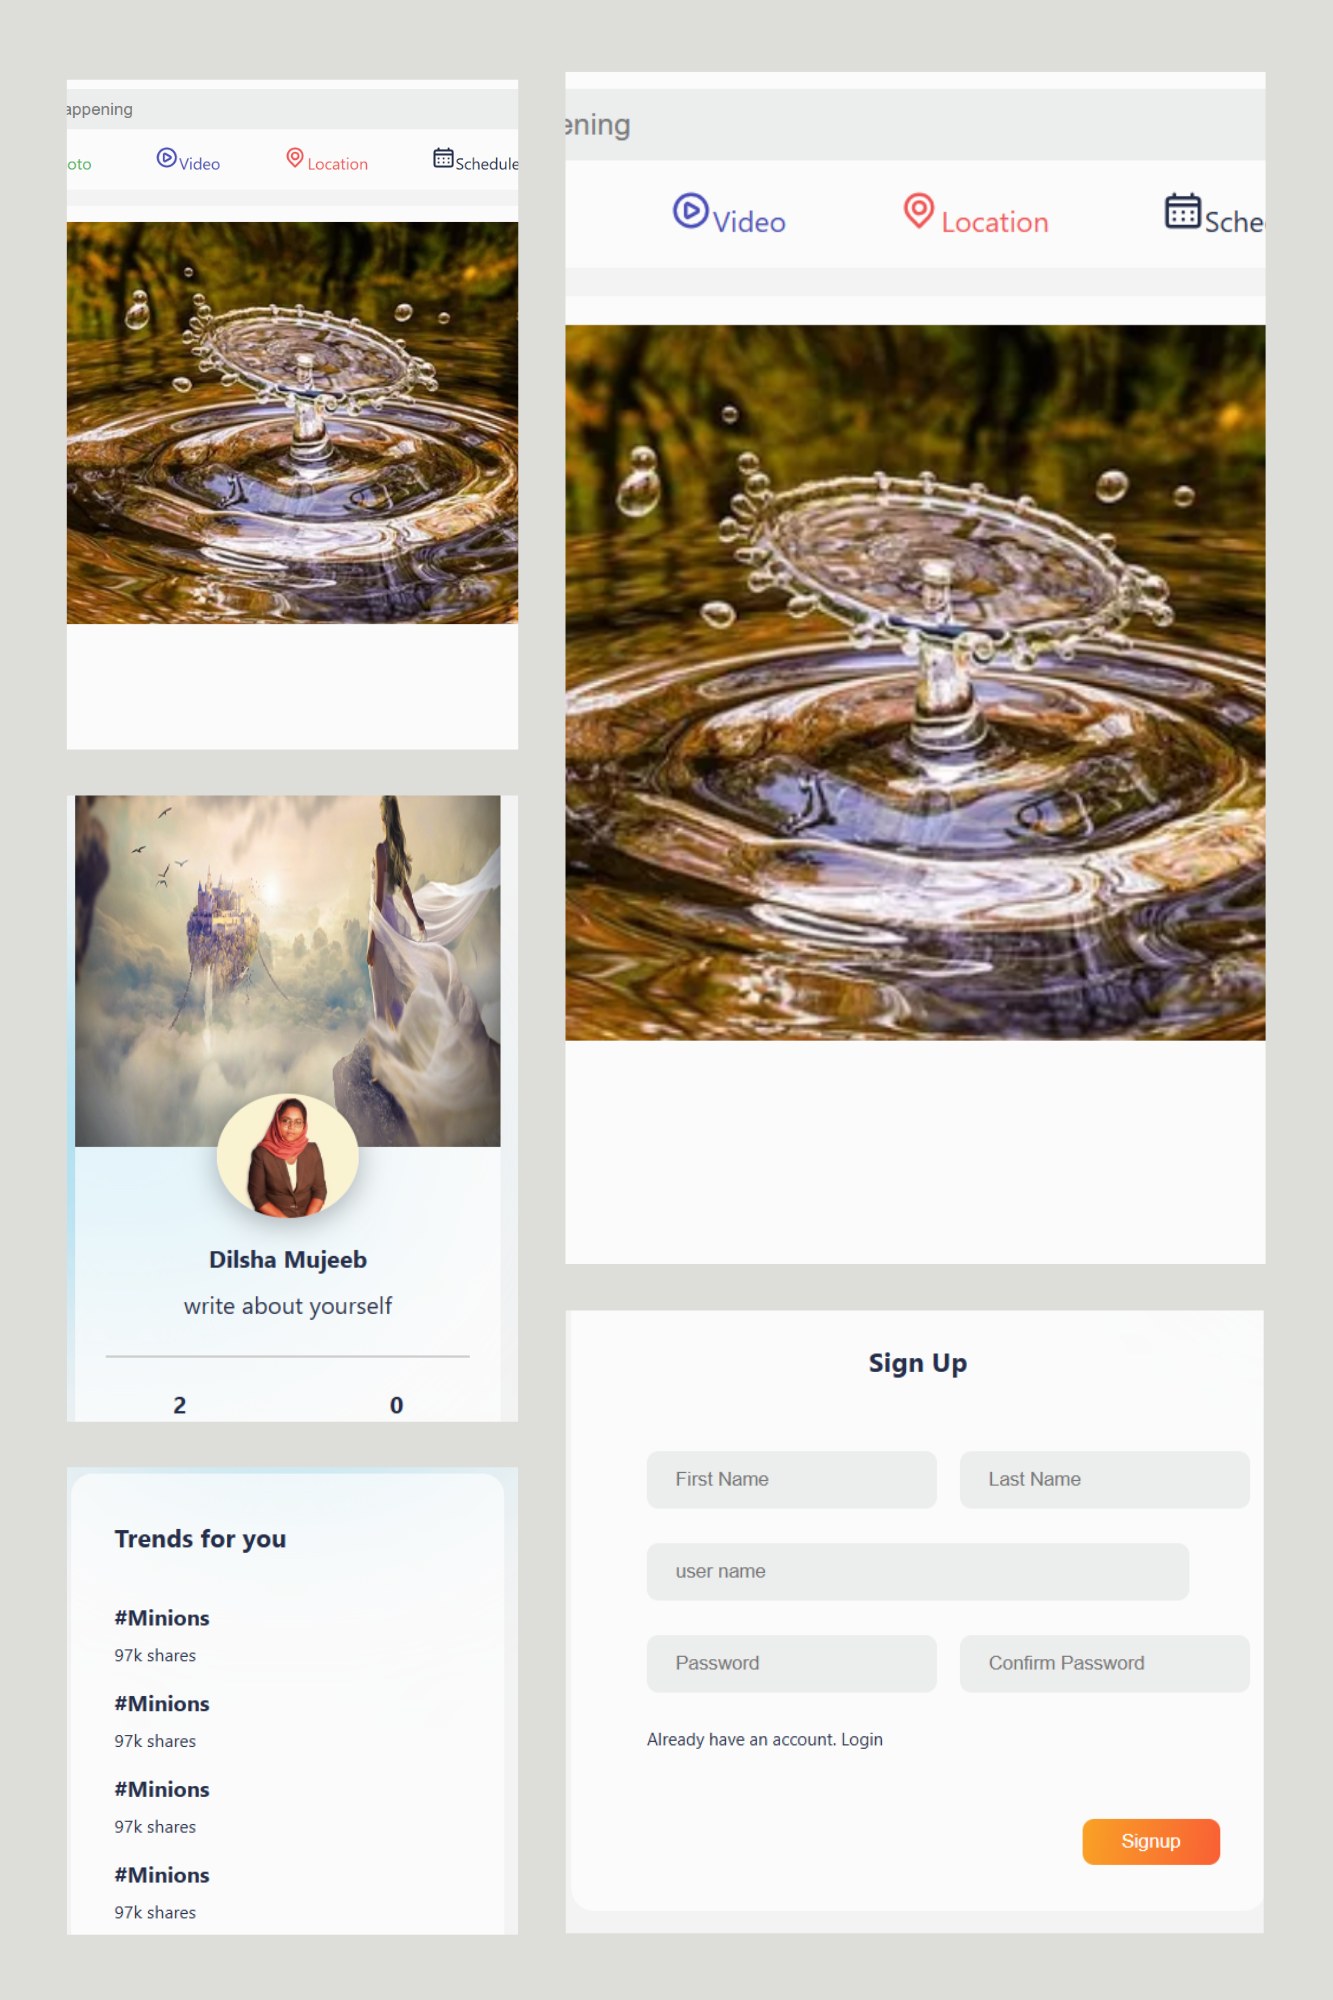 appening
oto Video Location Schedule
ening
Video Location Sche
Dilsha Mujeeb
write about yourself
2 0
Trends for you
#Minions
97k shares
#Minions
97k shares
#Minions
97k shares
#Minions
97k shares
Sign Up
First Name Last Name
user name
Password Confirm Password
Already have an account. Login
Signup